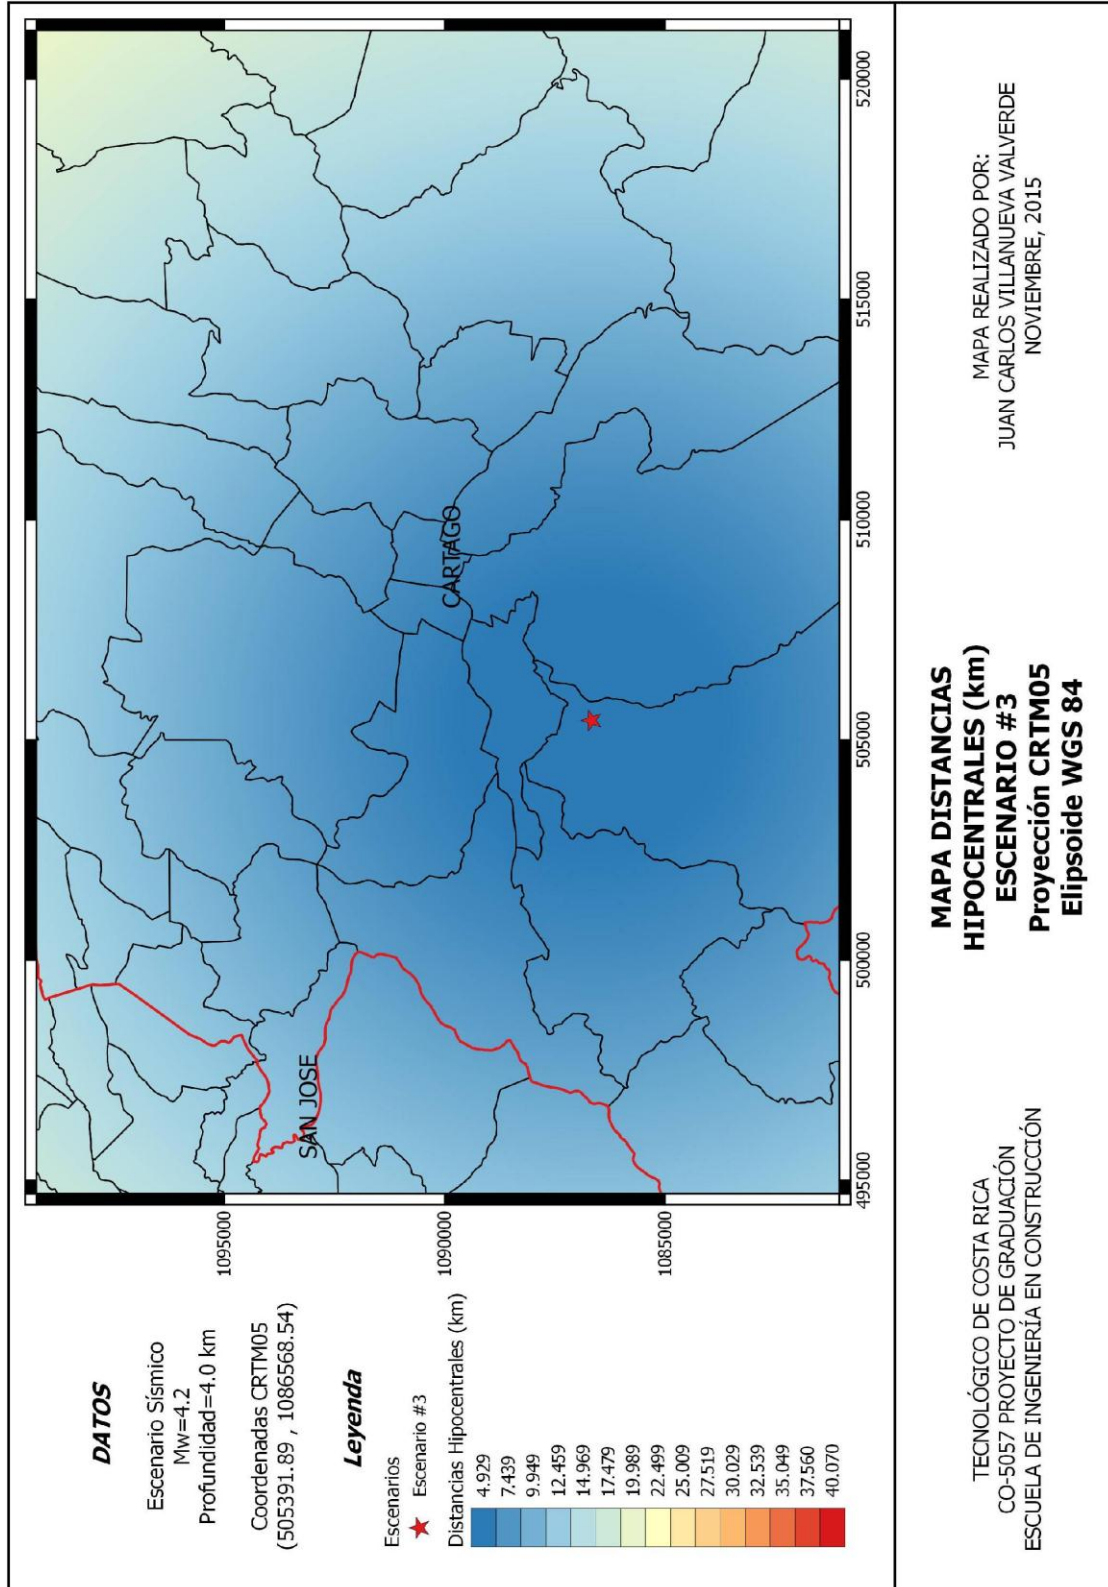 DATOS
Escenario Sísmico
Mw=4.2
Profundidad=4.0 km
Coordenadas CRTM05
(505391.89 , 1086568.54)
Leyenda
Escenarios
Escenario #3
Distancias Hipocentrales (km)
4.929
7.439
9.949
12.459
14.969
17.479
19.989
22.499
25.009
27.519
30.029
32.539
35.049
37.560
40.070
1095000
1090000
1085000
SAN JOSE
CARTAGO
495000
500000
505000
510000
515000
520000
TECNOLÓGICO DE COSTA RICA
CO-5057 PROYECTO DE GRADUACIÓN
ESCUELA DE INGENIERÍA EN CONSTRUCCIÓN
MAPA DISTANCIAS
HIPOCENTRALES (km)
ESCENARIO #3
Proyección CRTM05
Elipsoide WGS 84
MAPA REALIZADO POR:
JUAN CARLOS VILLANUEVA VALVERDE
NOVIEMBRE, 2015